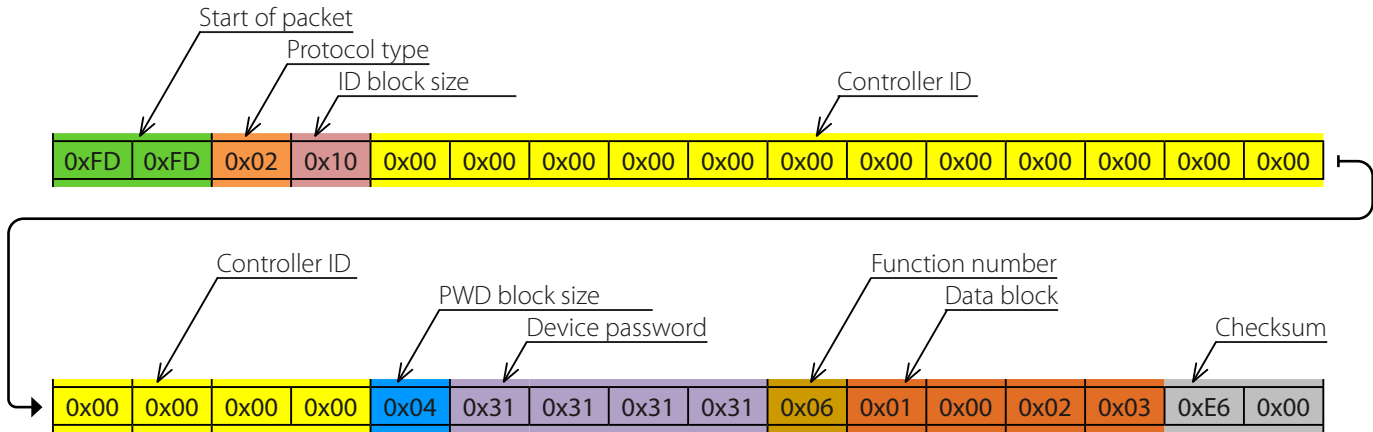 Start of packet
Protocol type
ID block size
Controller ID
0xFD 0xFD 0x02 0x10 0x00 0x00 0x00 0x00 0x00 0x00 0x00 0x00 0x00 0x00 0x00 0x00
Controller ID
Function number
PWD block size
Data block
Device password
Checksum
0x00 0x00 0x00 0x00 0x04 0x31 0x31 0x31 0x31 0x06 0x01 0x00 0x02 0x03 0xE6 0x00